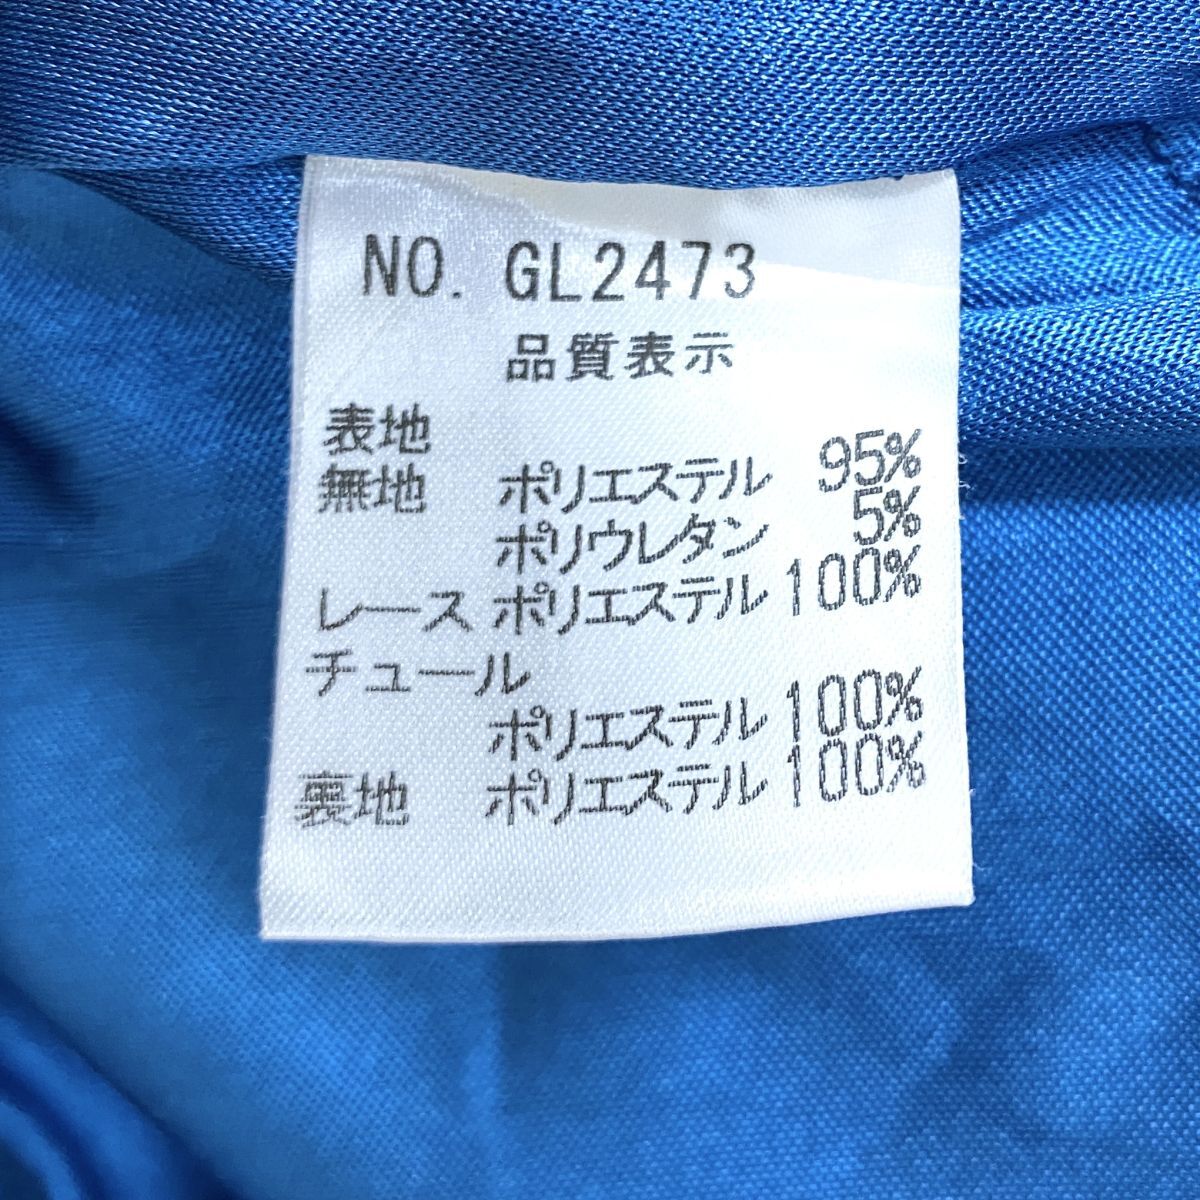 NO. GL2473
品質表示
表地
無地 ポリエステル 95%
ポリウレタン 5%
レース ポリエステル 100%
チュール
ポリエステル 100%
裏地 ポリエステル 100%